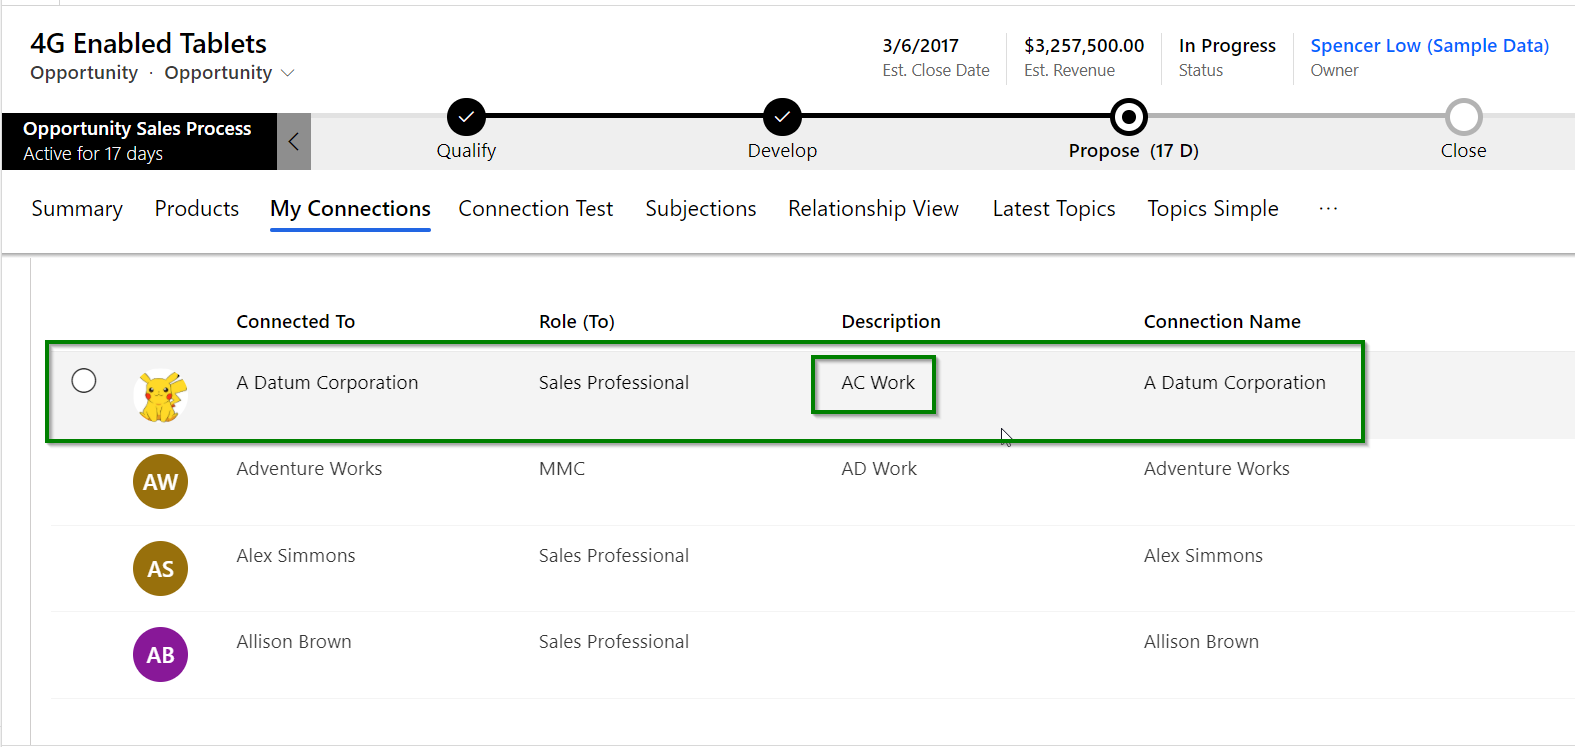 4G Enabled Tablets
Opportunity · Opportunity
3/6/2017
Est. Close Date
$3,257,500.00
Est. Revenue
In Progress
Status
Spencer Low (Sample Data)
Owner
Opportunity Sales Process
Active for 17 days
Qualify
Develop
Propose (17 D)
Close
Summary Products My Connections Connection Test Subjections Relationship View Latest Topics Topics Simple ···
Connected To Role (To) Description Connection Name
A Datum Corporation Sales Professional AC Work A Datum Corporation
AW Adventure Works MMC AD Work Adventure Works
AS Alex Simmons Sales Professional Alex Simmons
AB Allison Brown Sales Professional Allison Brown